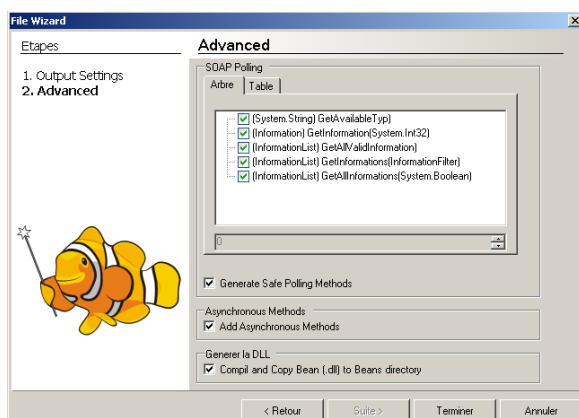 File Wizard
Etapes
1. Output Settings
2. Advanced
Advanced
SOAP Polling
Arbre
Table
(System.String) GetAvailableTyp)
(Information) GetInformation(System.Int32)
(InformationList) GetAllValidInformation)
(InformationList) GetInformations(InformationFilter)
(InformationList) GetAllInformations(System.Boolean)
0
Generate Safe Polling Methods
Asynchronous Methods
Add Asynchronous Methods
Generer la DLL
Compil and Copy Bean (.dll) to Beans directory
< Retour
Suite >
Terminer
Annuler